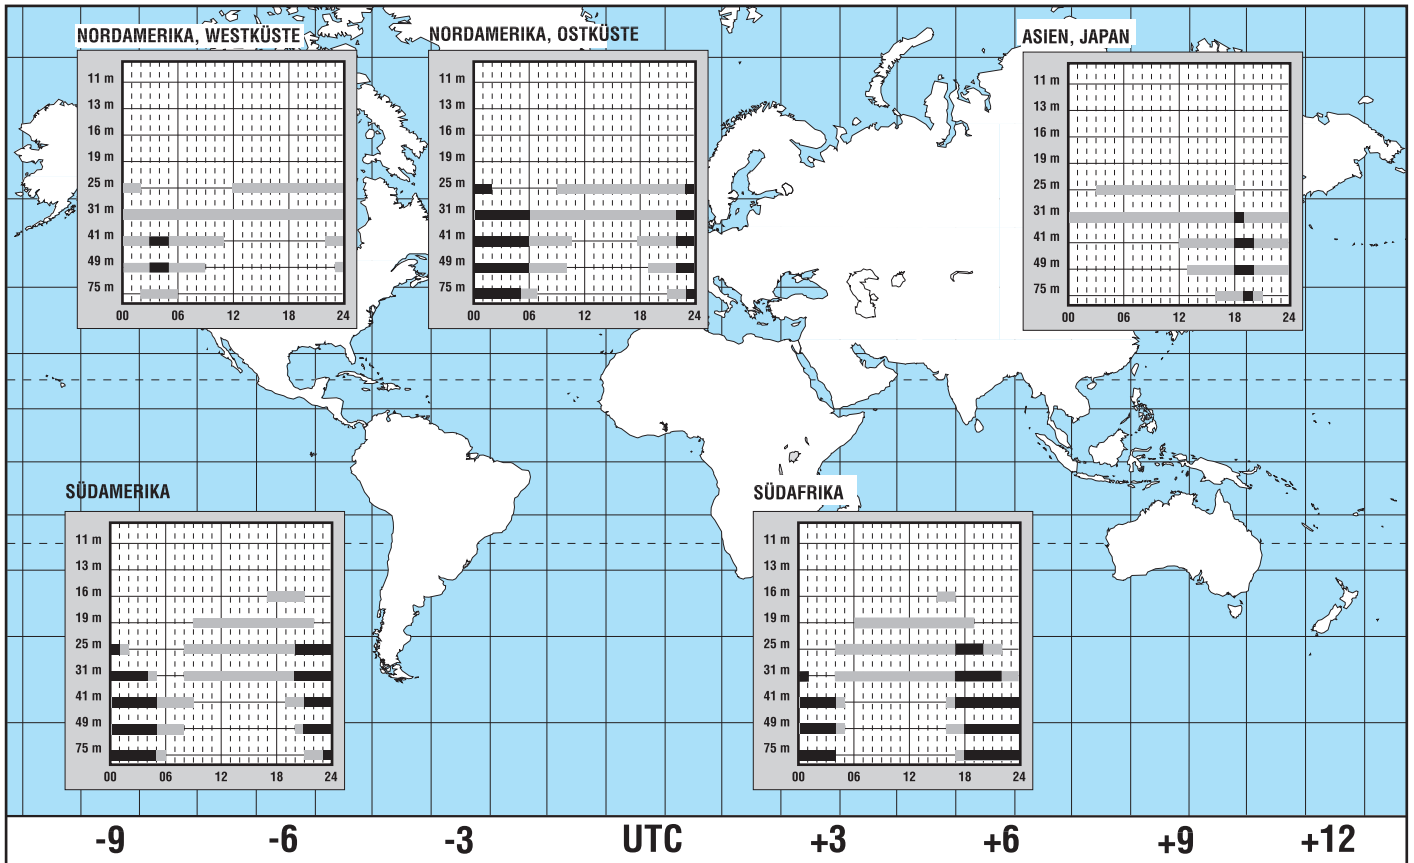 NORDAMERIKA, WESTKÜSTE
11 m
13 m
16 m
19 m
25 m
31 m
41 m
49 m
75 m
00 06 12 18 24
NORDAMERIKA, OSTKÜSTE
11 m
13 m
16 m
19 m
25 m
31 m
41 m
49 m
75 m
00 06 12 18 24
ASIEN, JAPAN
11 m
13 m
16 m
19 m
25 m
31 m
41 m
49 m
75 m
00 06 12 18 24
SÜDAMERIKA
11 m
13 m
16 m
19 m
25 m
31 m
41 m
49 m
75 m
00 06 12 18 24
SÜDAFRIKA
11 m
13 m
16 m
19 m
25 m
31 m
41 m
49 m
75 m
00 06 12 18 24
-9 -6 -3 UTC +3 +6 +9 +12